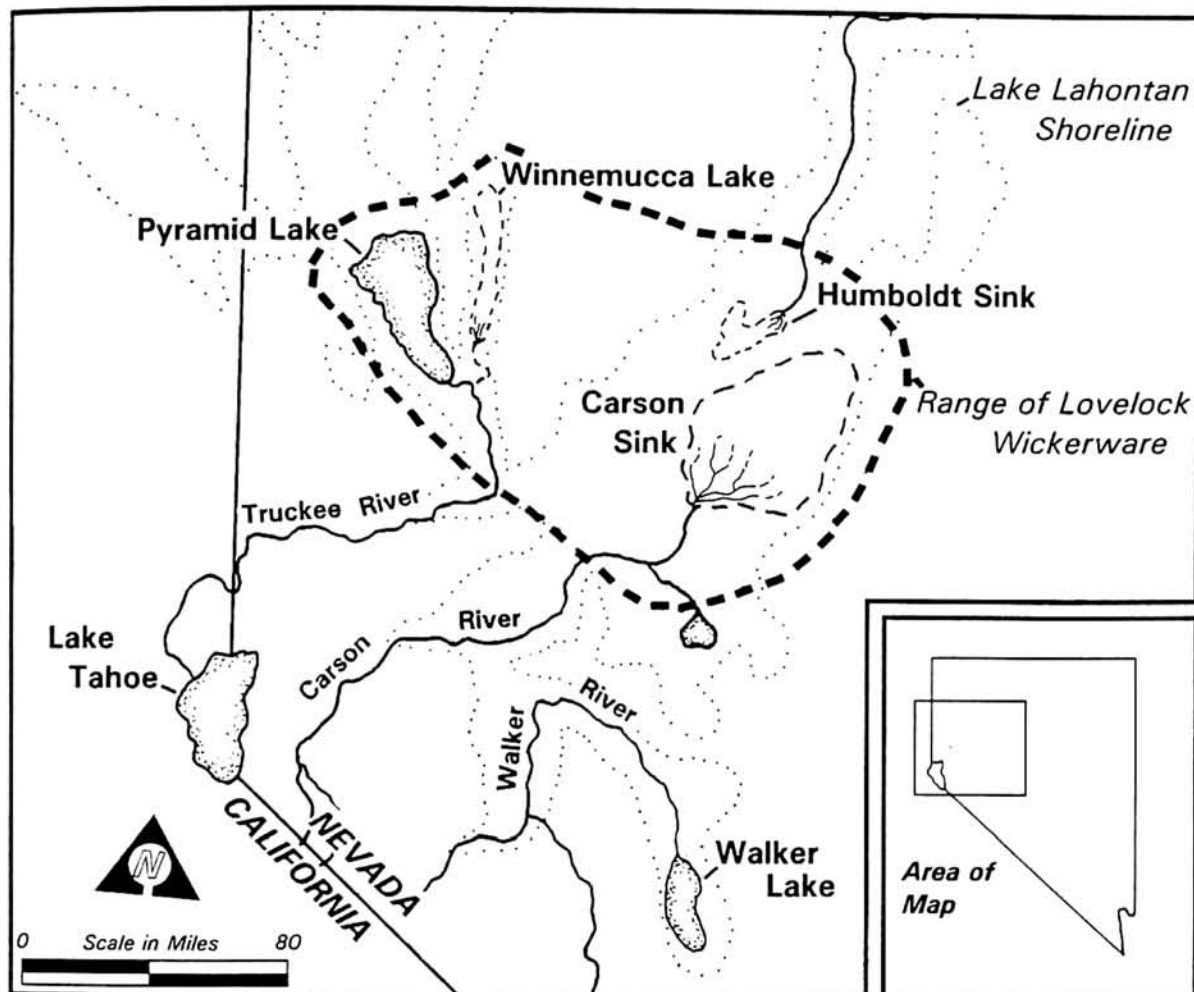 Lake Lahontan
Shoreline
Winnemucca Lake
Pyramid Lake
Humboldt Sink
Carson
Sink
Range of Lovelock
Wickerware
Truckee River
Carson River
Lake
Tahoe
Walker River
CALIFORNIA
NEVADA
Walker
Lake
N
0 Scale in Miles 80
Area of
Map